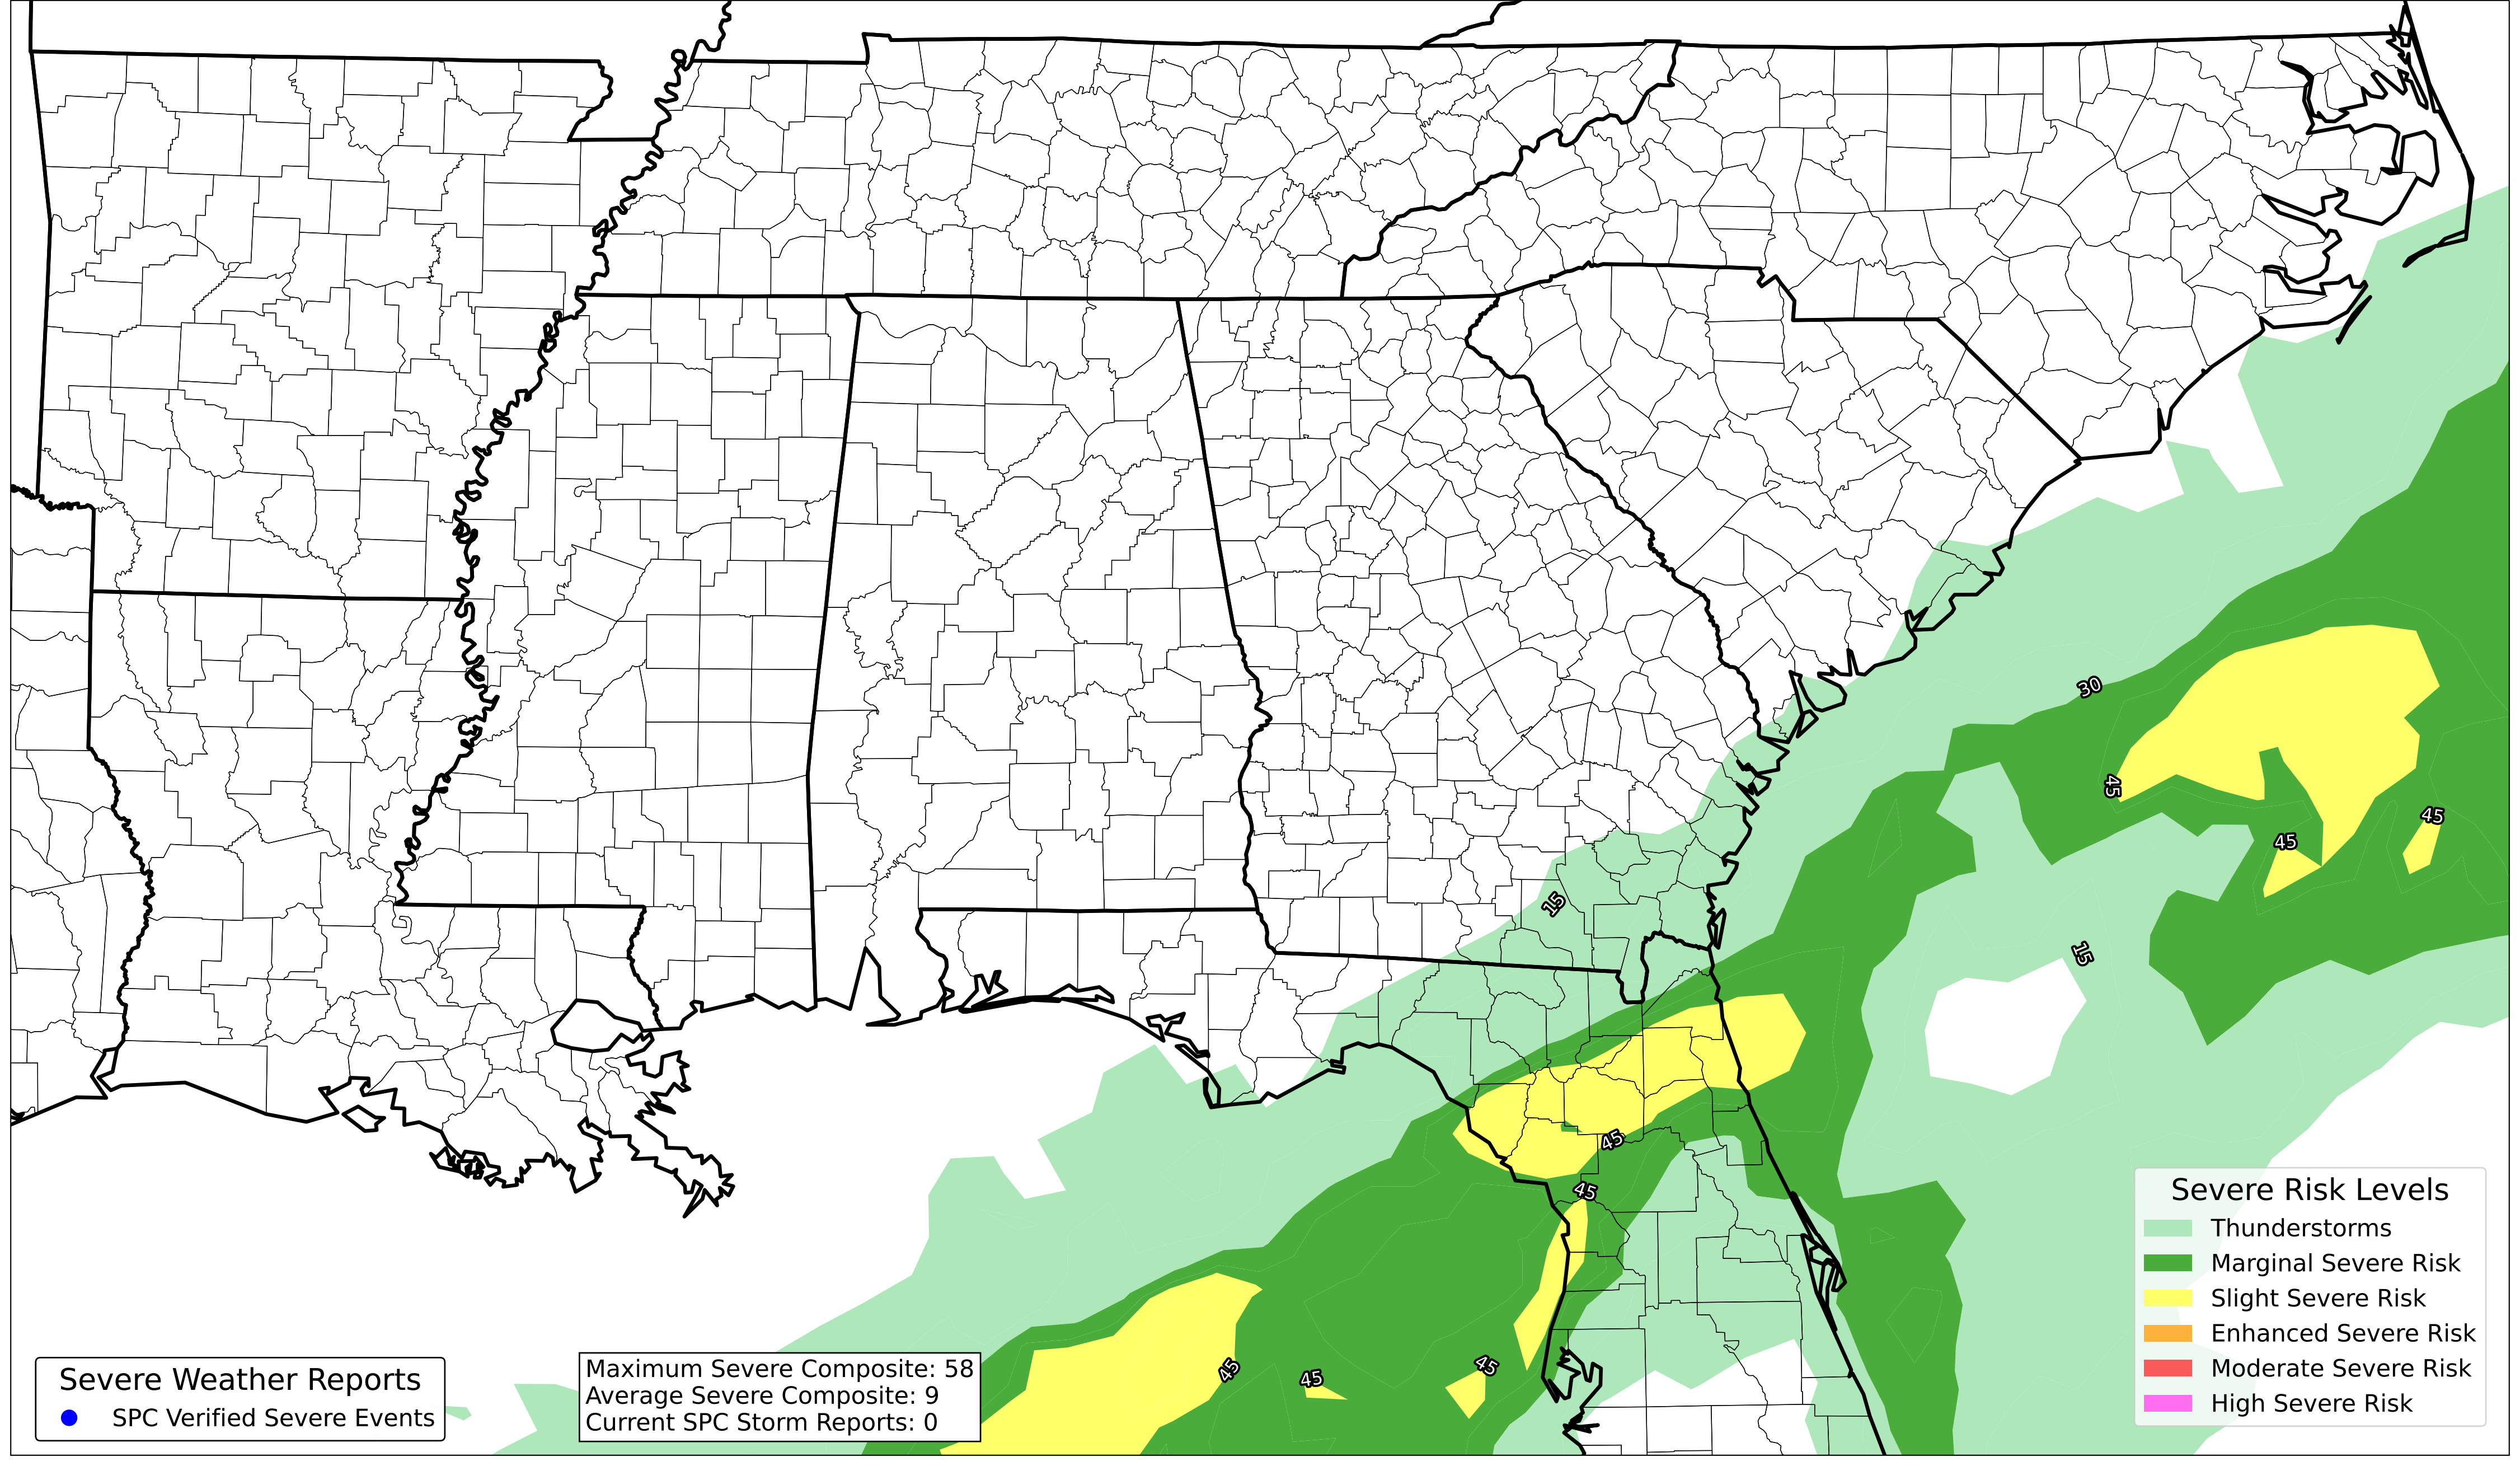 30
45
45
45
15
15
45
45
45
45
45
Severe Risk Levels
Thunderstorms
Marginal Severe Risk
Slight Severe Risk
Enhanced Severe Risk
Moderate Severe Risk
High Severe Risk
Severe Weather Reports
SPC Verified Severe Events
Maximum Severe Composite: 58
Average Severe Composite: 9
Current SPC Storm Reports: 0